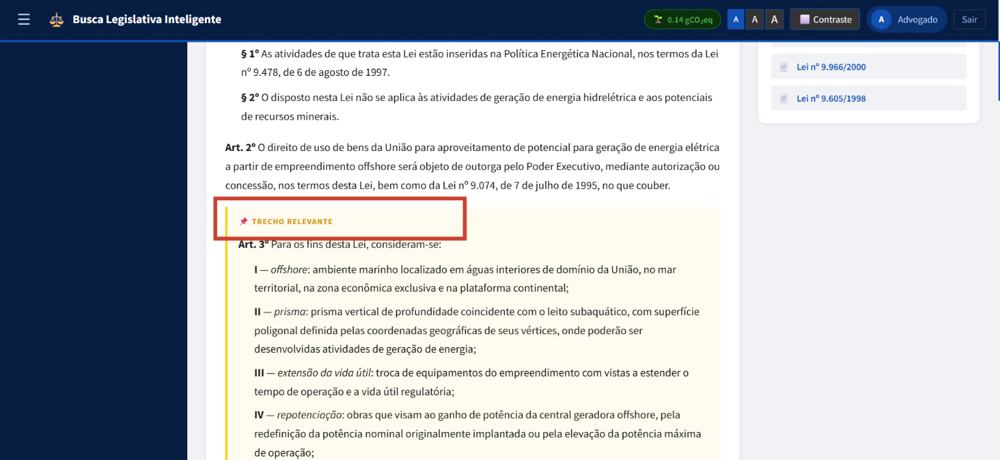 ☰ Busca Legislativa Inteligente
0.14 gCO₂eq A A A Contraste A Advogado Sair
§ 1º As atividades de que trata esta Lei estão inseridas na Política Energética Nacional, nos termos da Lei
nº 9.478, de 6 de agosto de 1997.
§ 2º O disposto nesta Lei não se aplica às atividades de geração de energia hidrelétrica e aos potenciais
de recursos minerais.
Art. 2º O direito de uso de bens da União para aproveitamento de potencial para geração de energia elétrica
a partir de empreendimento offshore será objeto de outorga pelo Poder Executivo, mediante autorização ou
concessão, nos termos desta Lei, bem como da Lei nº 9.074, de 7 de julho de 1995, no que couber.
TRECHO RELEVANTE
Art. 3º Para os fins desta Lei, consideram-se:
I — offshore: ambiente marinho localizado em águas interiores de domínio da União, no mar
territorial, na zona econômica exclusiva e na plataforma continental;
II — prisma: prisma vertical de profundidade coincidente com o leito subaquático, com superfície
poligonal definida pelas coordenadas geográficas de seus vértices, onde poderão ser
desenvolvidas atividades de geração de energia;
III — extensão da vida útil: troca de equipamentos do empreendimento com vistas a estender o
tempo de operação e a vida útil regulatória;
IV — repotenciação: obras que visam ao ganho de potência da central geradora offshore, pela
redefinição da potência nominal originalmente implantada ou pela elevação da potência máxima
de operação;
Lei nº 9.966/2000
Lei nº 9.605/1998